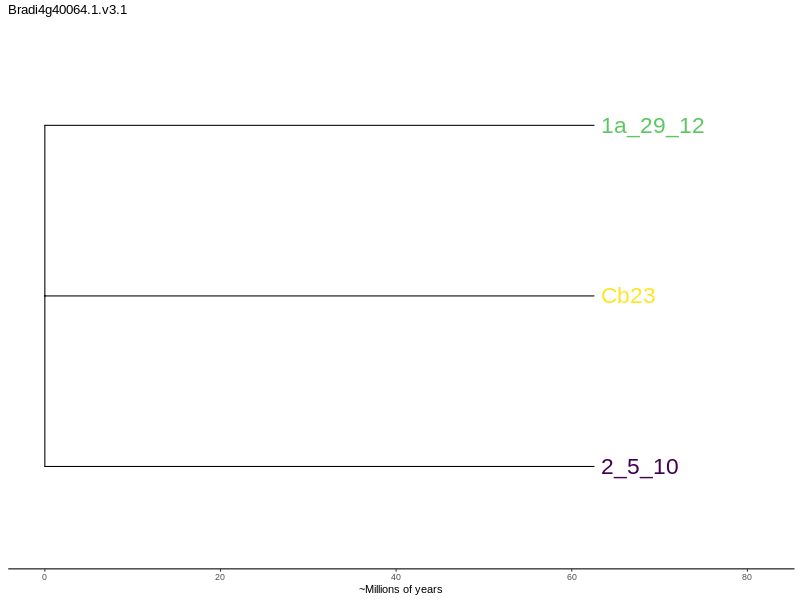 Bradi4g40064.1.v3.1
1a_29_12
Cb23
2_5_10
0 20 40 60 80
~Millions of years